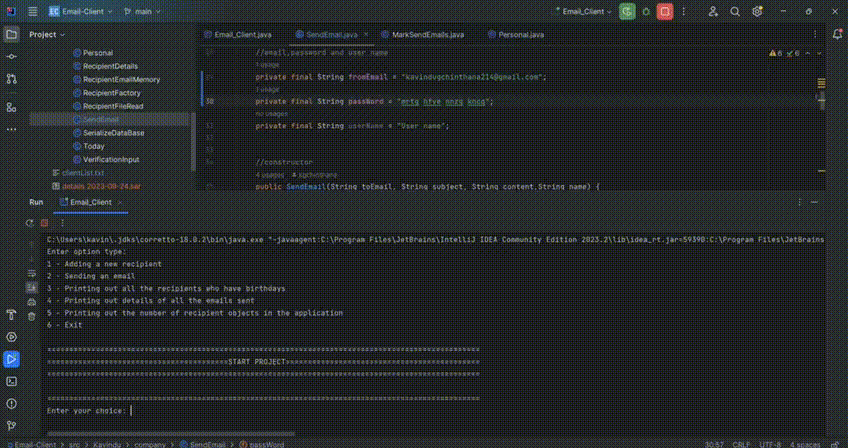 Email-Client main Email_Client
Project
Email_Client.java SendEmail.java MarkSendEmails.java Personal.java
Personal
RecipientDetails
RecipientEmailMemory
RecipientFactory
RecipientFileRead
SendEmail
SerializeDataBase
Today
VerificationInput
clientList.txt
details 2023-09-24.ser
//email,password and user name
1 usage
private final String fromEmail = "kavindugchinthana214@gmail.com";
1 usage
30 private final String passWord =
no usages
private final String userName = "User name";
//constructor
4 usages
public SendEmail(String toEmail, String subject, String content,String name) {
6 6
Run Email_Client
C:\Users\kavin\.jdks\corretto-18.0.2\bin\java.exe "-javaagent:C:\Program Files\JetBrains\IntelliJ IDEA Community Edition 2023.2\lib\idea_rt.jar=59390:C:\Program Files\JetBrains
Enter option type:
1 - Adding a new recipient
2 - Sending an email
3 - Printing out all the recipients who have birthdays
4 - Printing out details of all the emails sent
5 - Printing out the number of recipient objects in the application
6 - Exit
START PROJECT
Enter your choice:
Email-Client > src > Kavindu > company > SendEmail > passWord
30:57 CRLF UTF-8 4 spaces